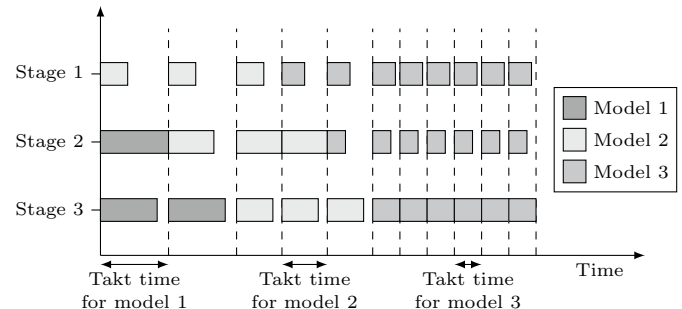 Stage 1
Stage 2
Stage 3
Model 1
Model 2
Model 3
Time
Takt time
for model 1
Takt time
for model 2
Takt time
for model 3